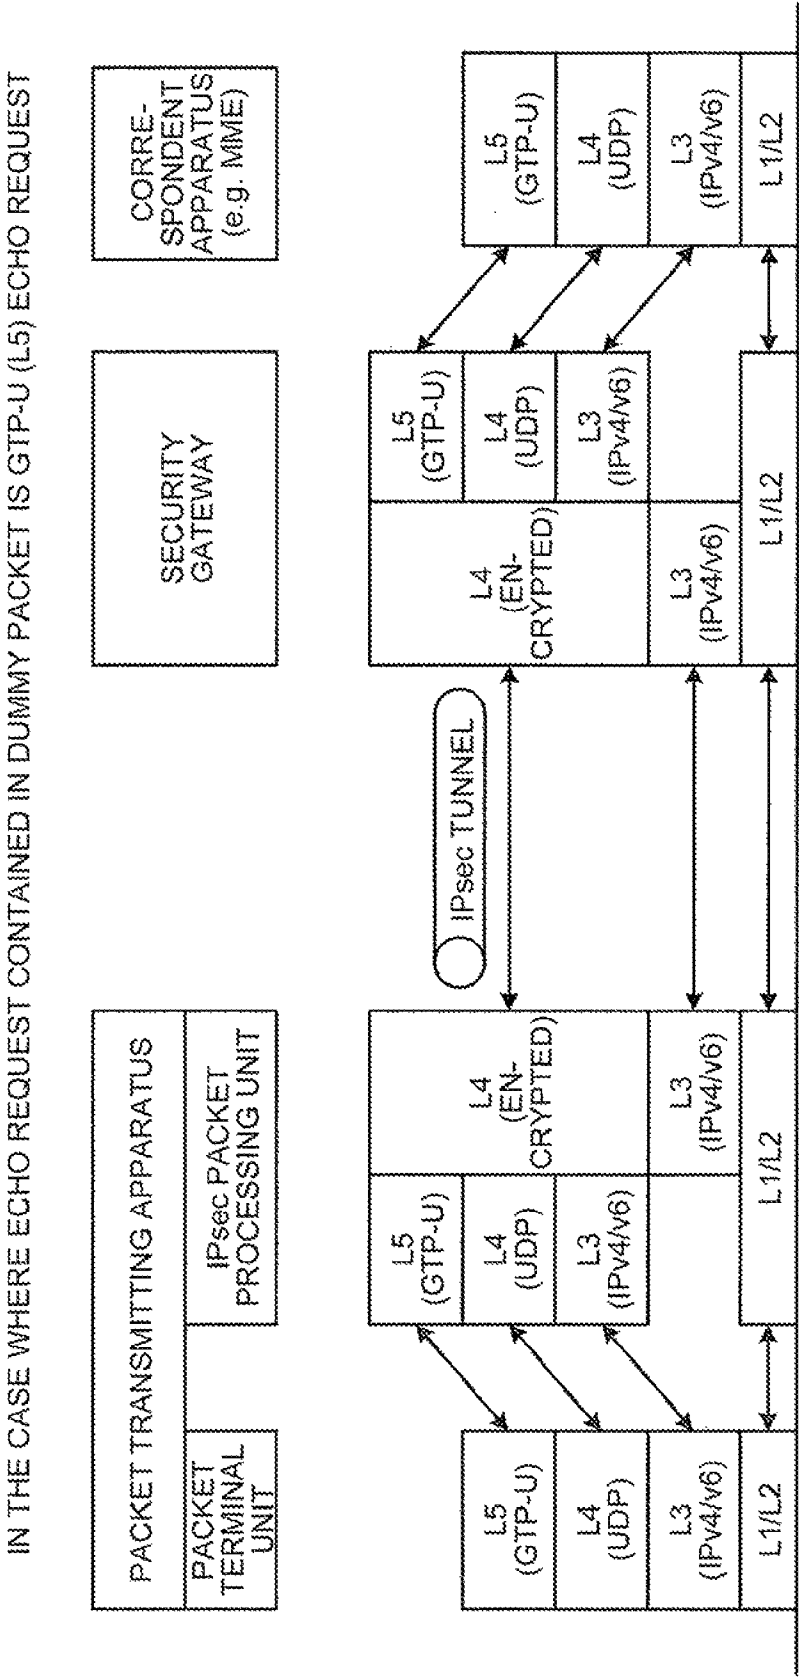 IN THE CASE WHERE ECHO REQUEST CONTAINED IN DUMMY PACKET IS GTP-U (L5) ECHO REQUEST
PACKET TRANSMITTING APPARATUS
PACKET
TERMINAL
UNIT
IPsec PACKET
PROCESSING UNIT
SECURITY
GATEWAY
CORRE-
SPONDENT
APPARATUS
(e.g. MME)
L5
(GTP-U)
L4
(UDP)
L3
(IPv4/v6)
L1/L2
L5
(GTP-U)
L4
(UDP)
L3
(IPv4/v6)
L4
(EN-
CRYPTED)
L3
(IPv4/v6)
L1/L2
IPsec TUNNEL
L4
(EN-
CRYPTED)
L3
(IPv4/v6)
L5
(GTP-U)
L4
(UDP)
L3
(IPv4/v6)
L1/L2
L5
(GTP-U)
L4
(UDP)
L3
(IPv4/v6)
L1/L2